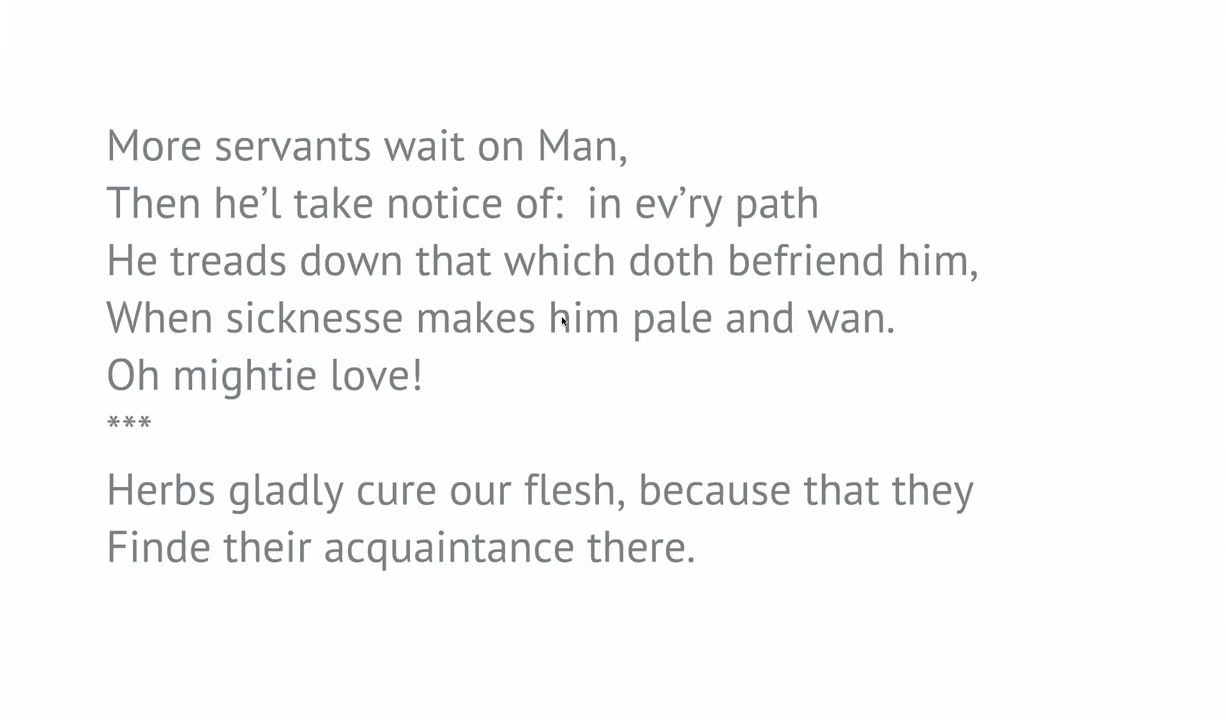 More servants wait on Man,
Then he’l take notice of:  in ev’ry path
He treads down that which doth befriend him,
When sicknesse makes him pale and wan.
Oh mightie love!
***
Herbs gladly cure our flesh, because that they
Finde their acquaintance there.